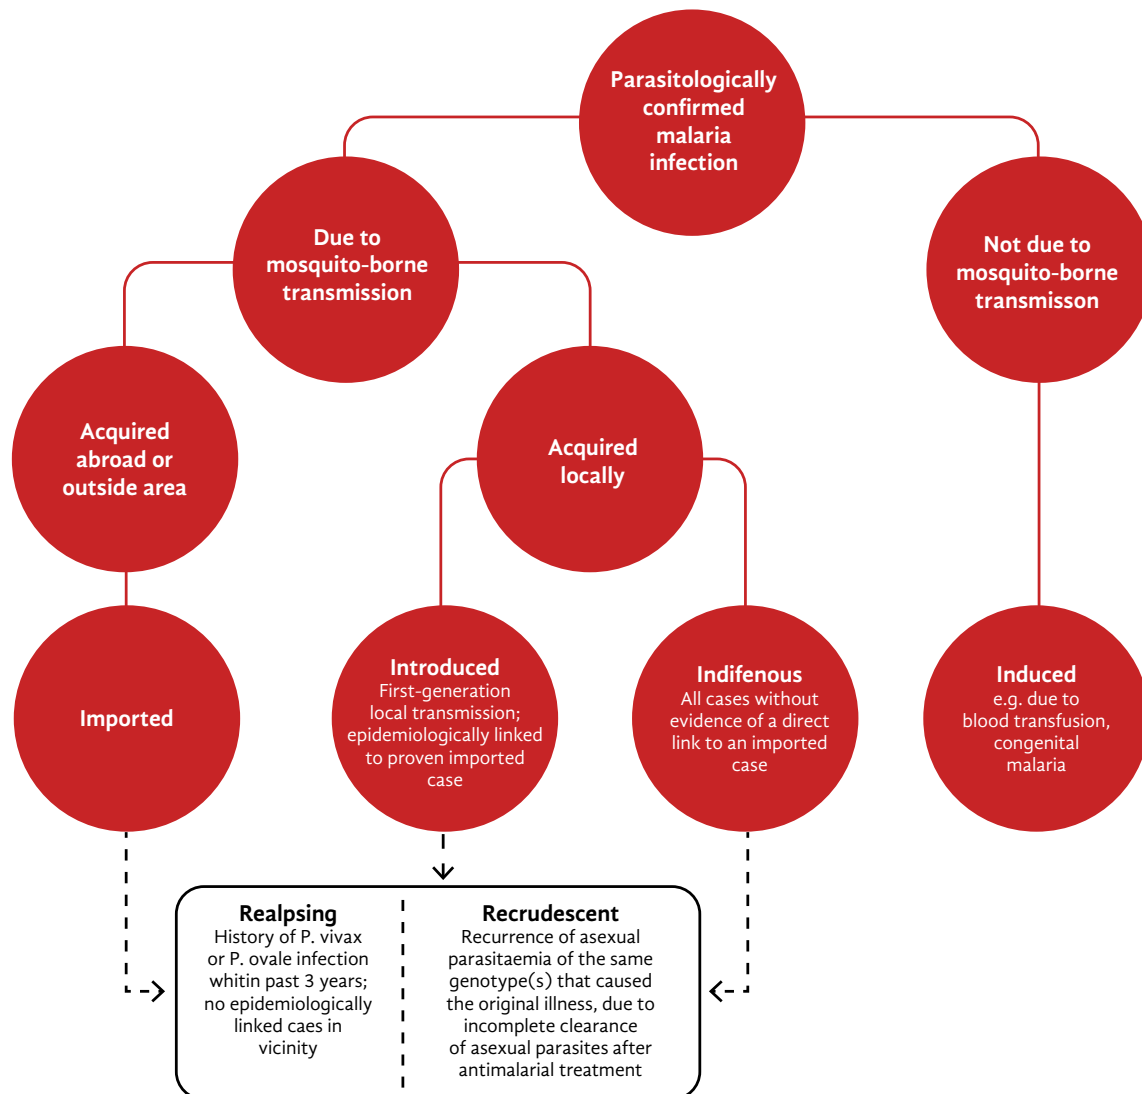 Parasitologically
confirmed
malaria
infection
Due to
mosquito-borne
transmission
Not due to
mosquito-borne
transmisson
Acquired
abroad or
outside area
Acquired
locally
Imported
Introduced
First-generation
local transmission;
epidemiologically linked
to proven imported
case
Indifenous
All cases without
evidence of a direct
link to an imported
case
Induced
e.g. due to
blood transfusion,
congenital
malaria
Realpsing
History of P. vivax
or P. ovale infection
whitin past 3 years;
no epidemiologically
linked caes in
vicinity
Recrudescent
Recurrence of asexual
parasitaemia of the same
genotype(s) that caused
the original illness, due to
incomplete clearance
of asexual parasites after
antimalarial treatment